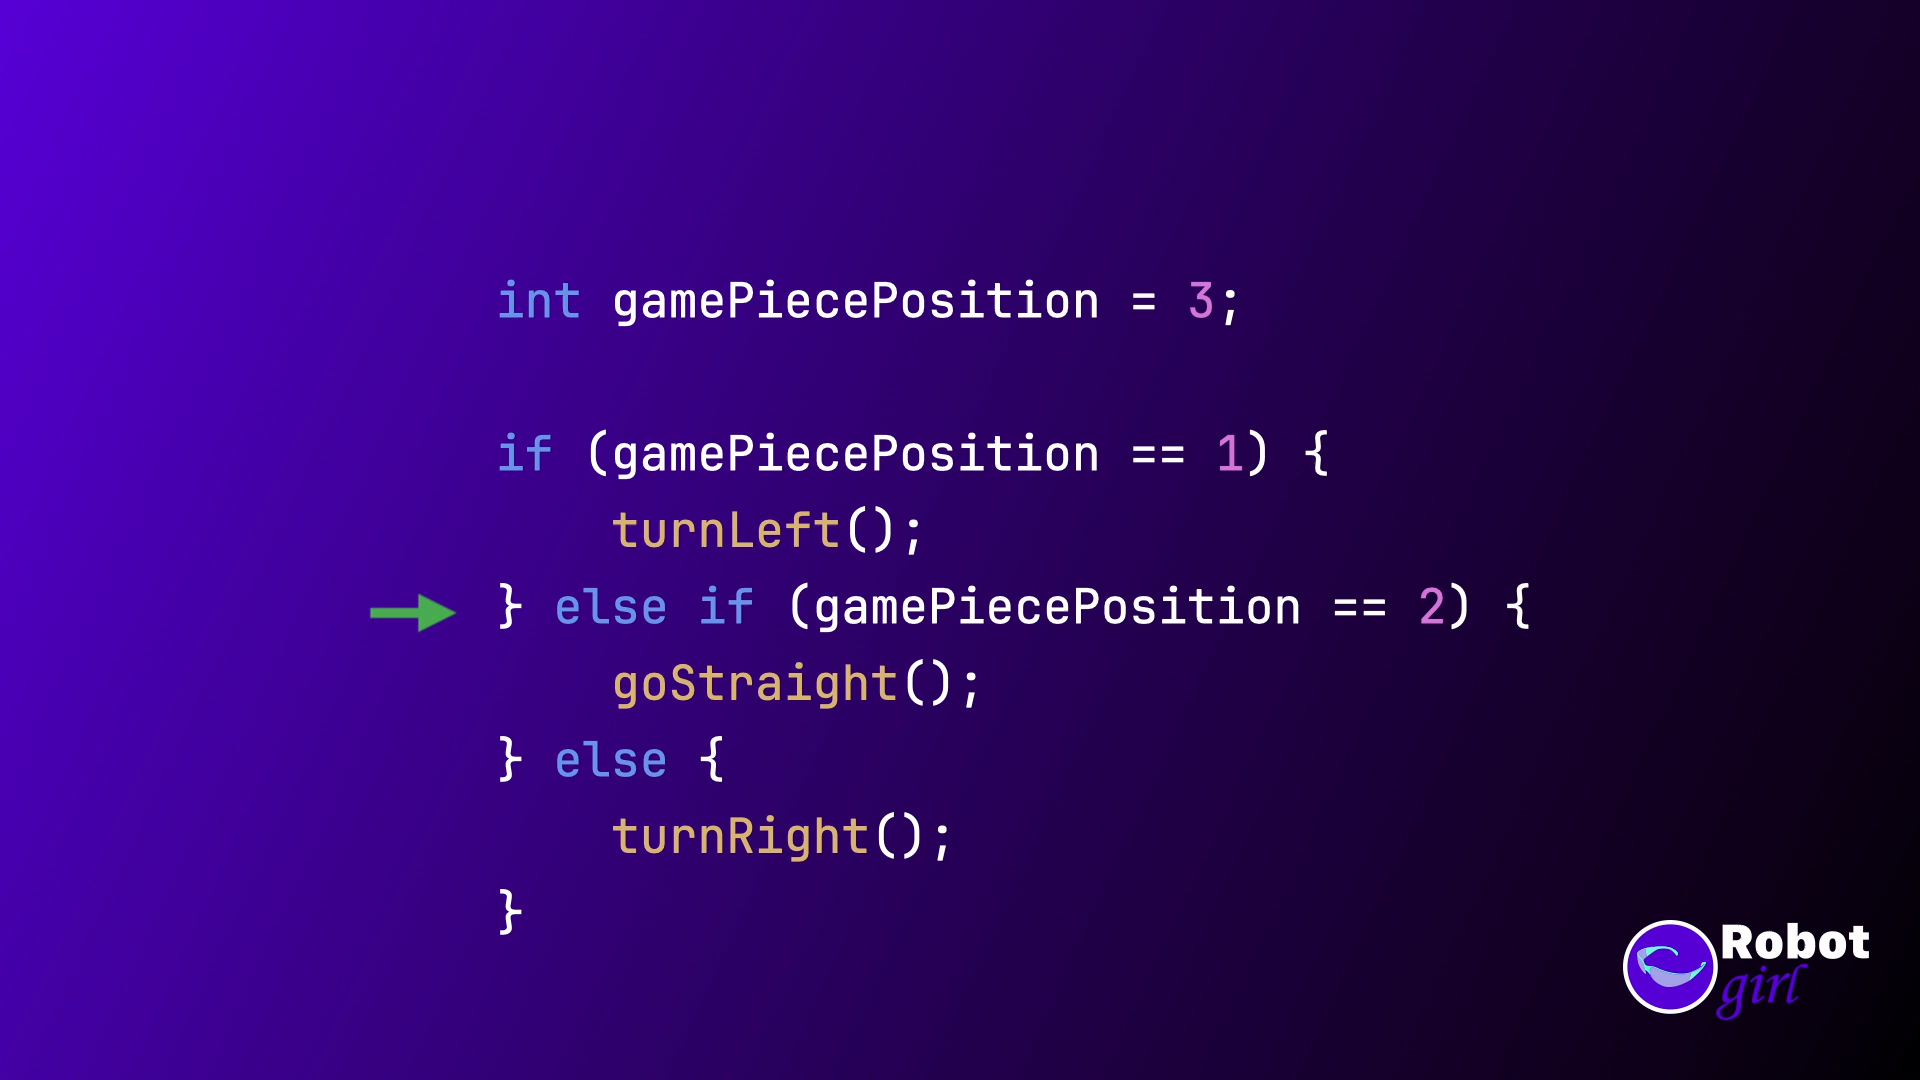 int gamePiecePosition = 3;
if (gamePiecePosition == 1) {
    turnLeft();
} else if (gamePiecePosition == 2) {
    goStraight();
} else {
    turnRight();
}
Robot
girl